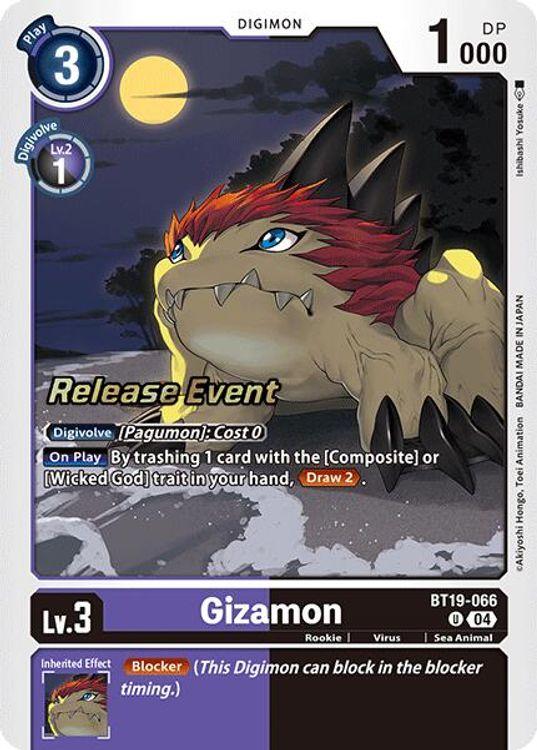 Play
3
DIGIMON
DP
1000
Digivolve
Lv.2
1
Ishibashi Yosuke
Release Event
Digivolve [Pagumon]: Cost 0
On Play By trashing 1 card with the [Composite] or
[Wicked God] trait in your hand, Draw 2.
©Akiyoshi Hongo, Toei Animation BANDAI MADE IN JAPAN
Lv.3
Gizamon
BT19-066
U 04
Rookie | Virus | Sea Animal
Inherited Effect
Blocker (This Digimon can block in the blocker
timing.)